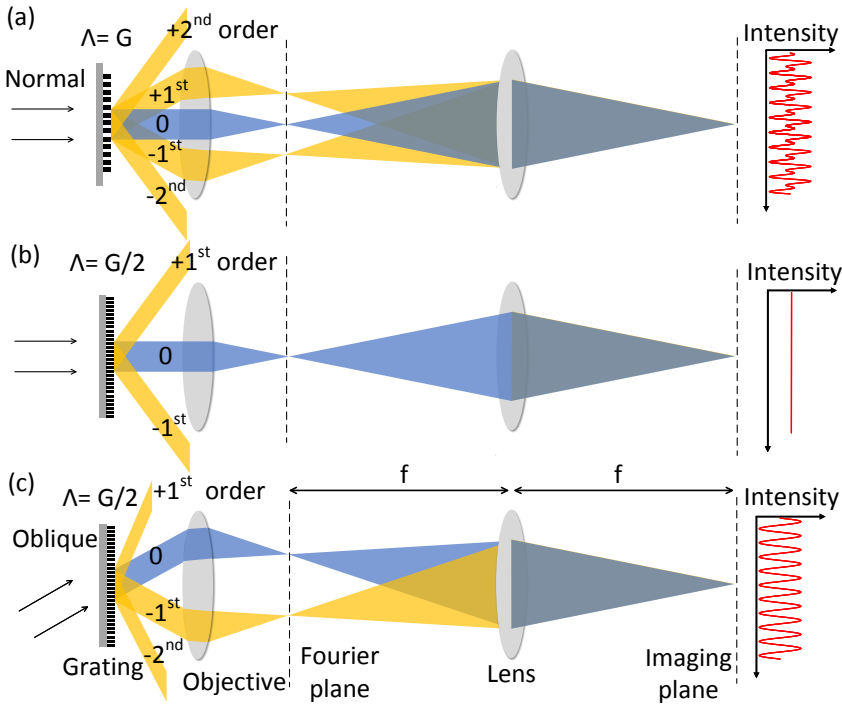 (a)
Λ= G
+2nd order
Intensity
Normal
+1st
0
-1st
-2nd
(b)
Λ= G/2
+1st order
Intensity
0
-1st
(c)
Λ= G/2
+1st order
f
f
Intensity
Oblique
0
-1st
-2nd
Grating
Objective
Fourier
plane
Lens
Imaging
plane